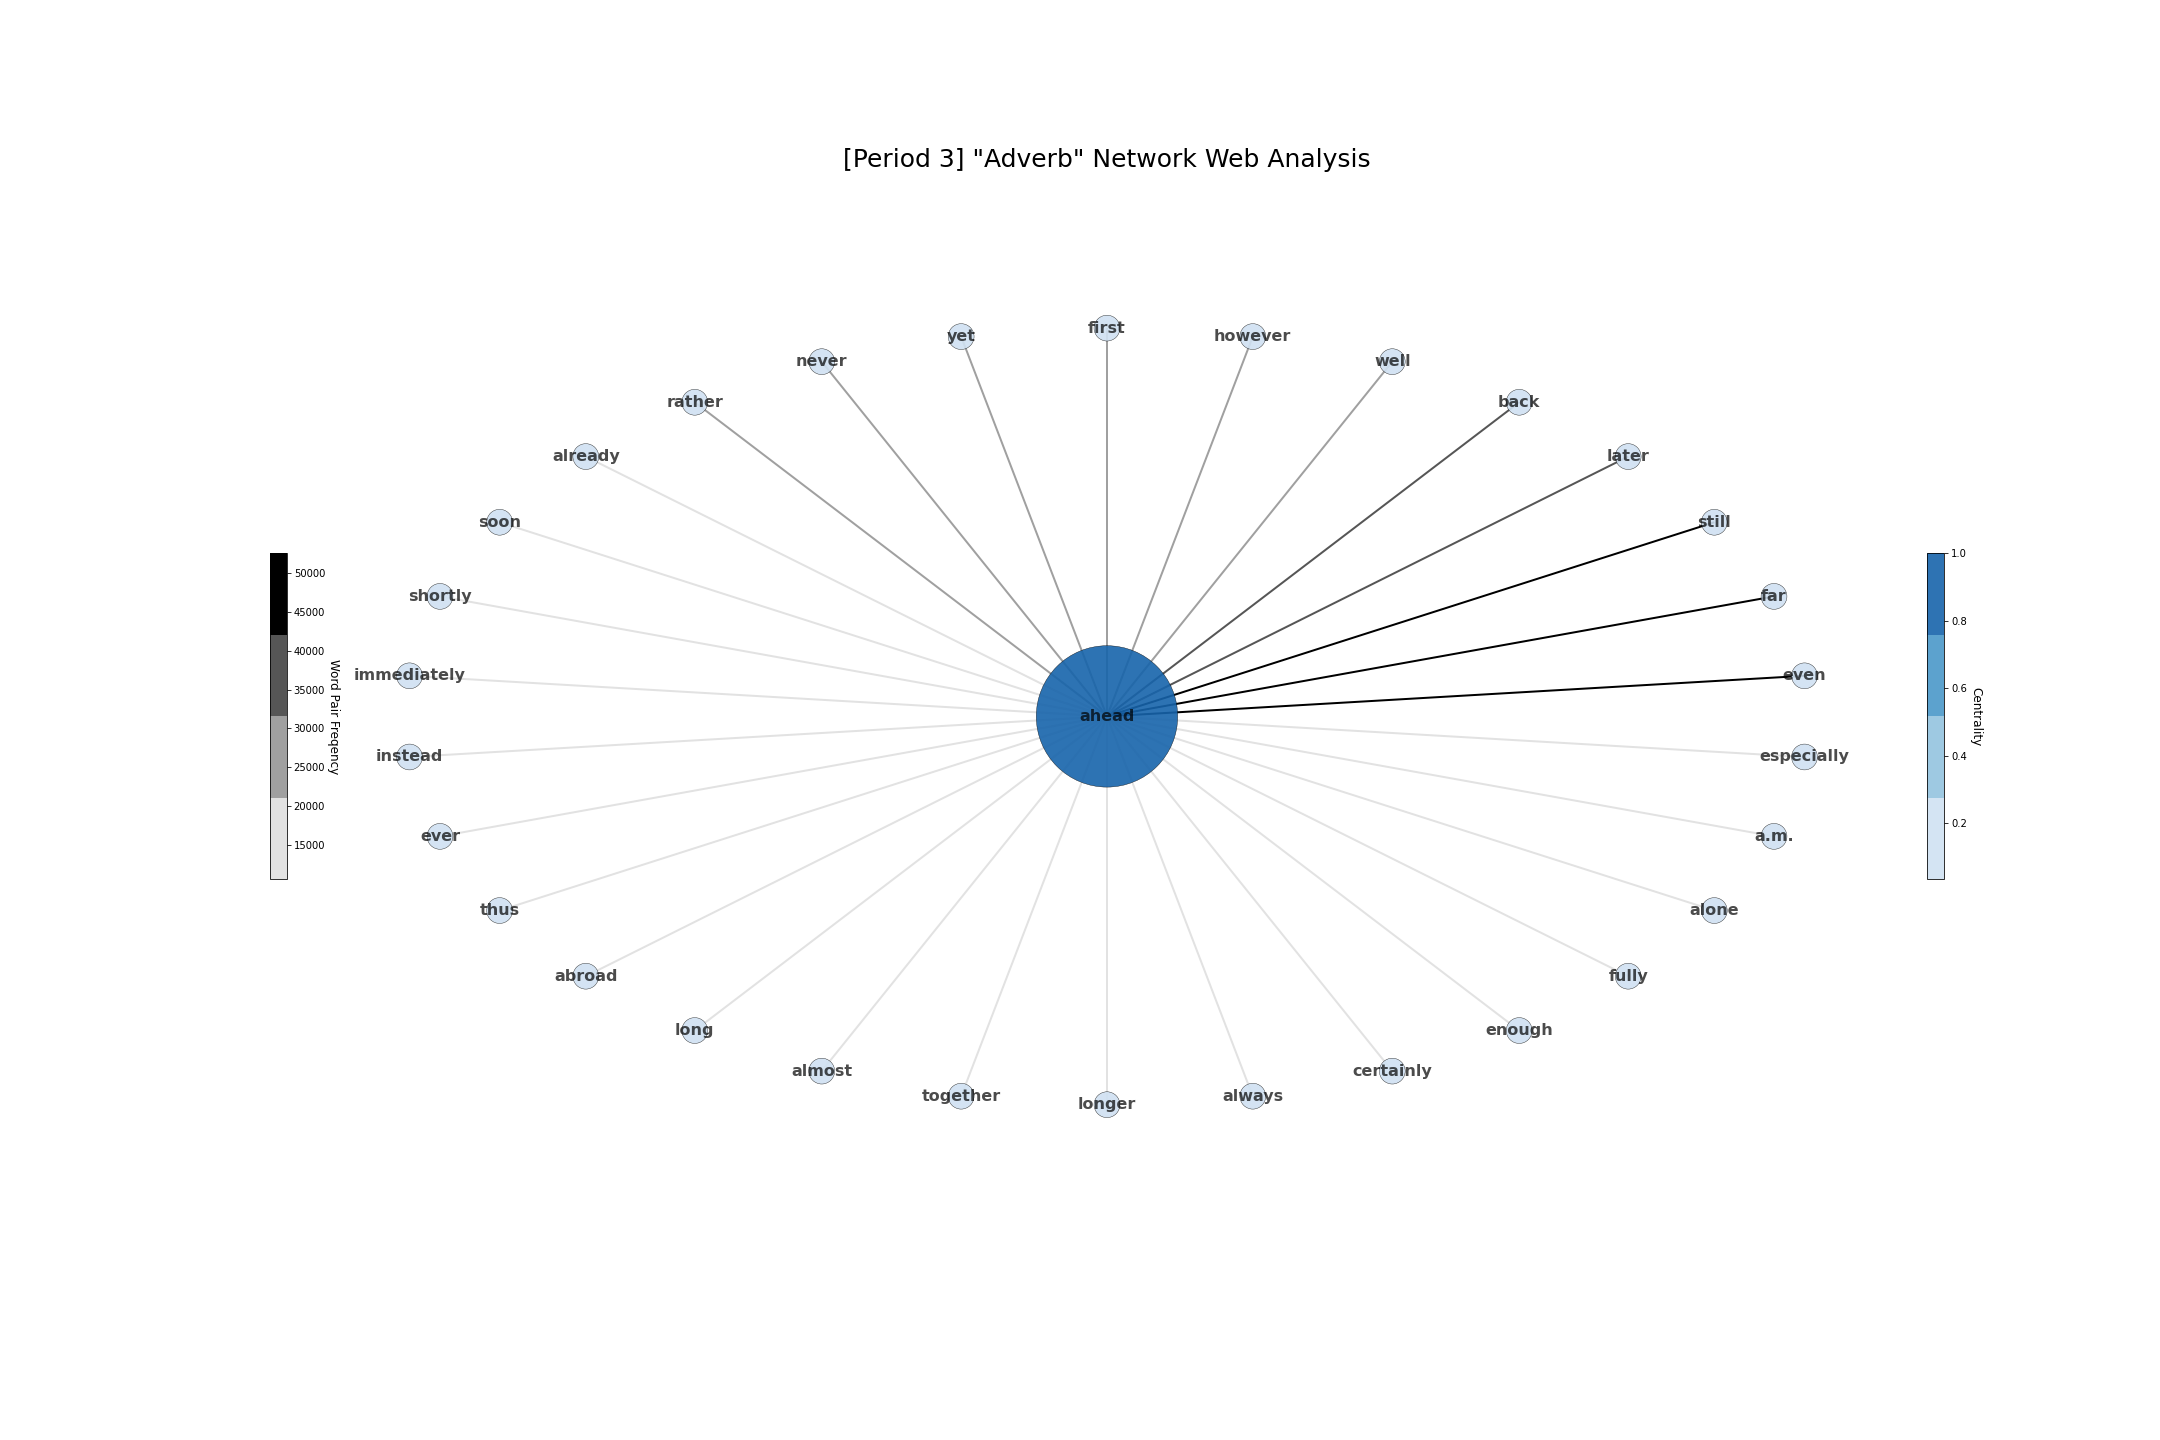 [Period 3] "Adverb" Network Web Analysis
first
yet
however
never
well
rather
back
already
later
soon
still
shortly
far
immediately
even
ahead
instead
especially
ever
a.m.
thus
alone
abroad
fully
long
enough
almost
certainly
together
always
longer
50000
45000
40000
35000
30000
25000
20000
15000
Word Pair Freqency
1.0
0.8
0.6
0.4
0.2
Centrality